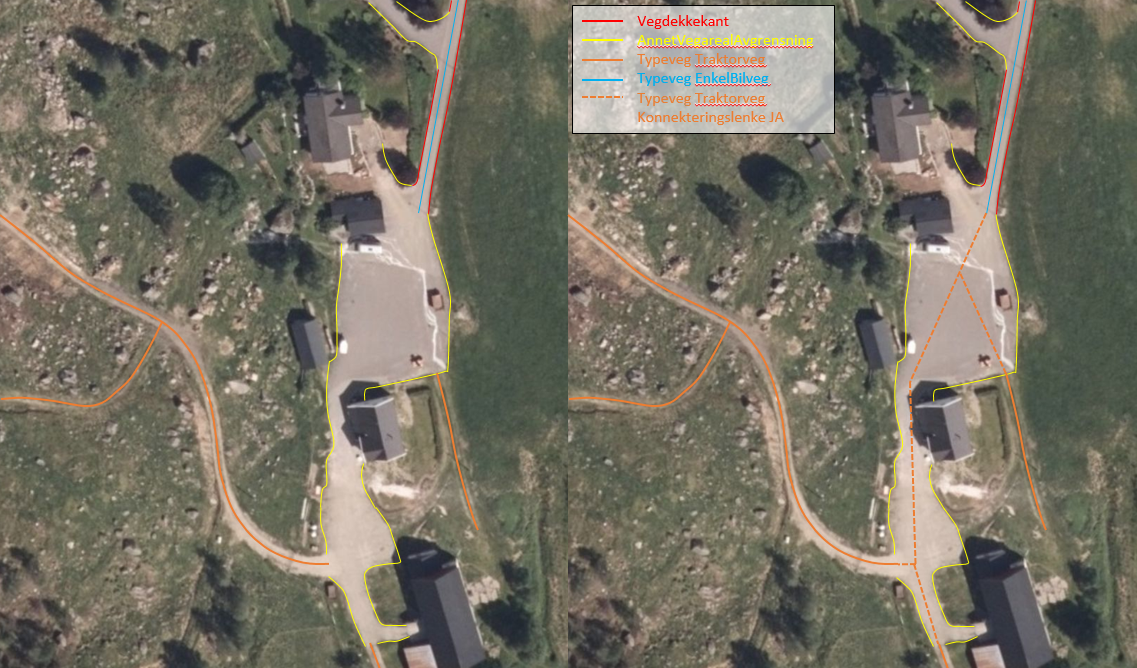 Vegdekkekant
AnnetVegarealAvgrensning
Typeveg Traktorveg
Typeveg EnkelBilveg
Typeveg Traktorveg
Konnekteringslenke JA